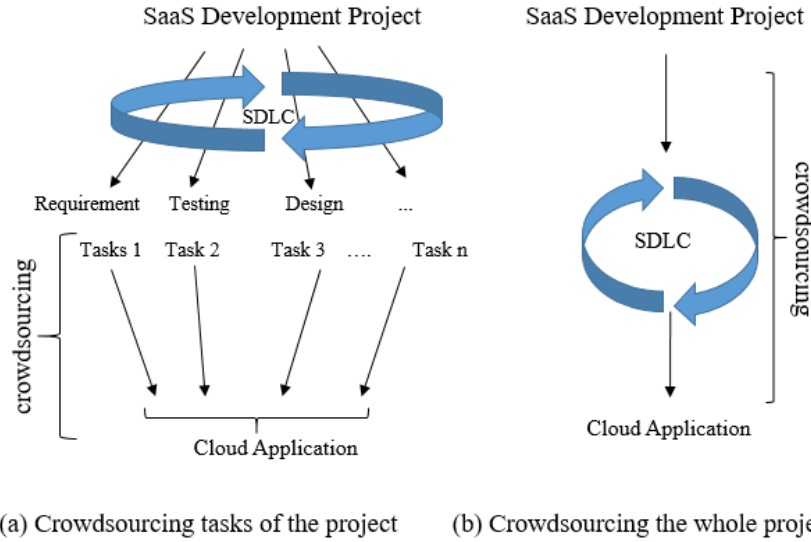 SaaS Development Project
SDLC
Requirement Testing Design ...
Tasks 1 Task 2 Task 3 .... Task n
crowdsourcing
Cloud Application
(a) Crowdsourcing tasks of the project
SaaS Development Project
SDLC
crowdsourcing
Cloud Application
(b) Crowdsourcing the whole proje